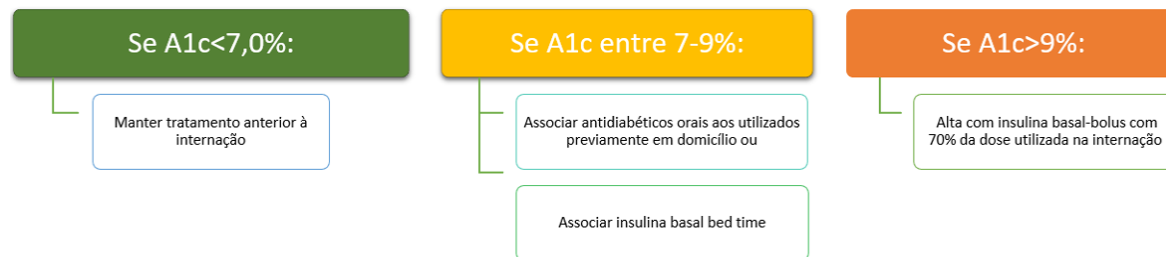 Se A1c<7,0%:
Manter tratamento anterior à
internação
Se A1c entre 7-9%:
Associar antidiabéticos orais aos utilizados
previamente em domicílio ou
Associar insulina basal bed time
Se A1c>9%:
Alta com insulina basal-bolus com
70% da dose utilizada na internação